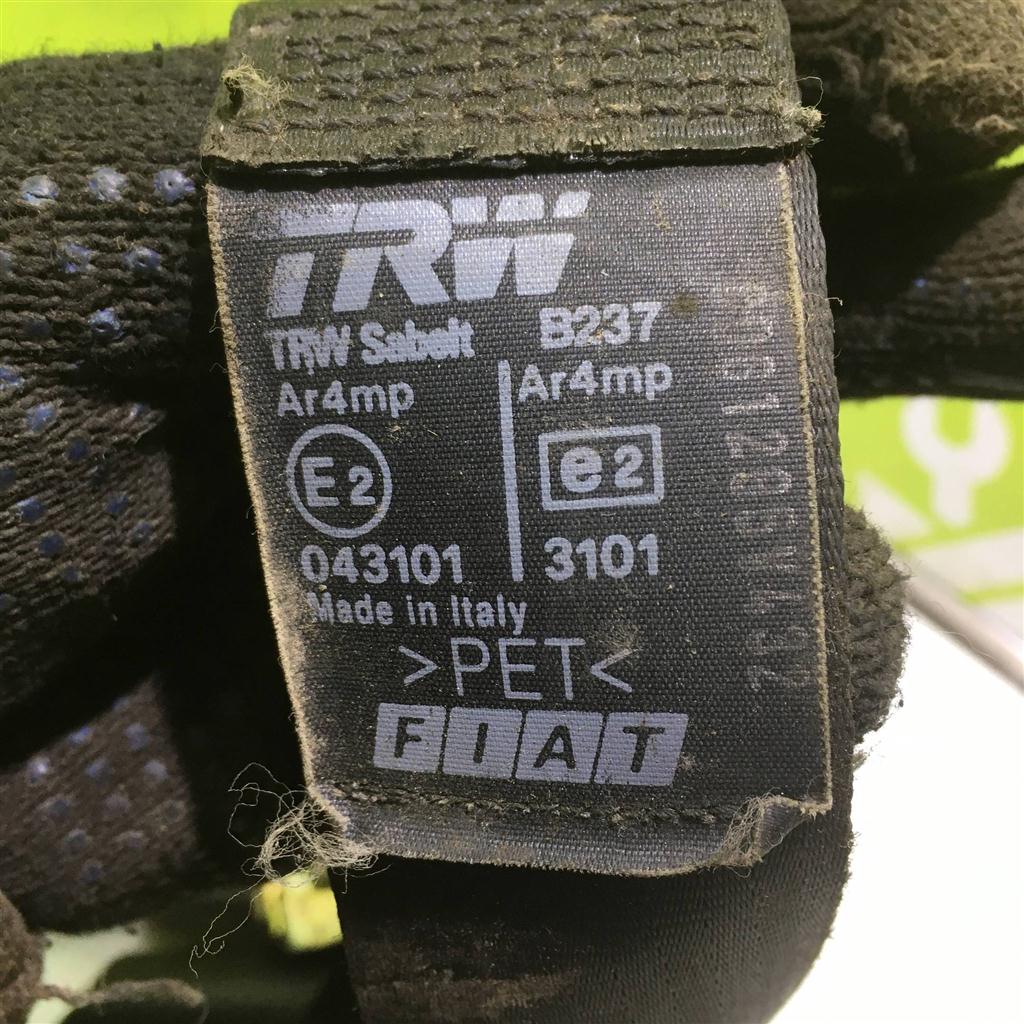 TRW
TRW Sabelt
B237
Ar4mp
Ar4mp
E2
e2
043101
3101
Made in Italy
>PET<
FIAT